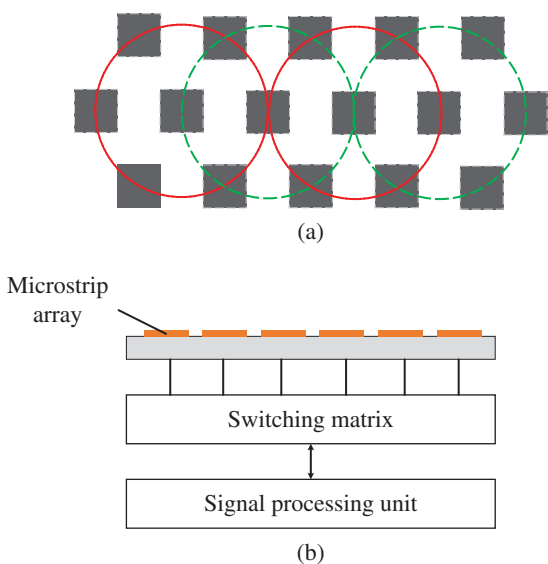 (a)
Microstrip
array
Switching matrix
Signal processing unit
(b)